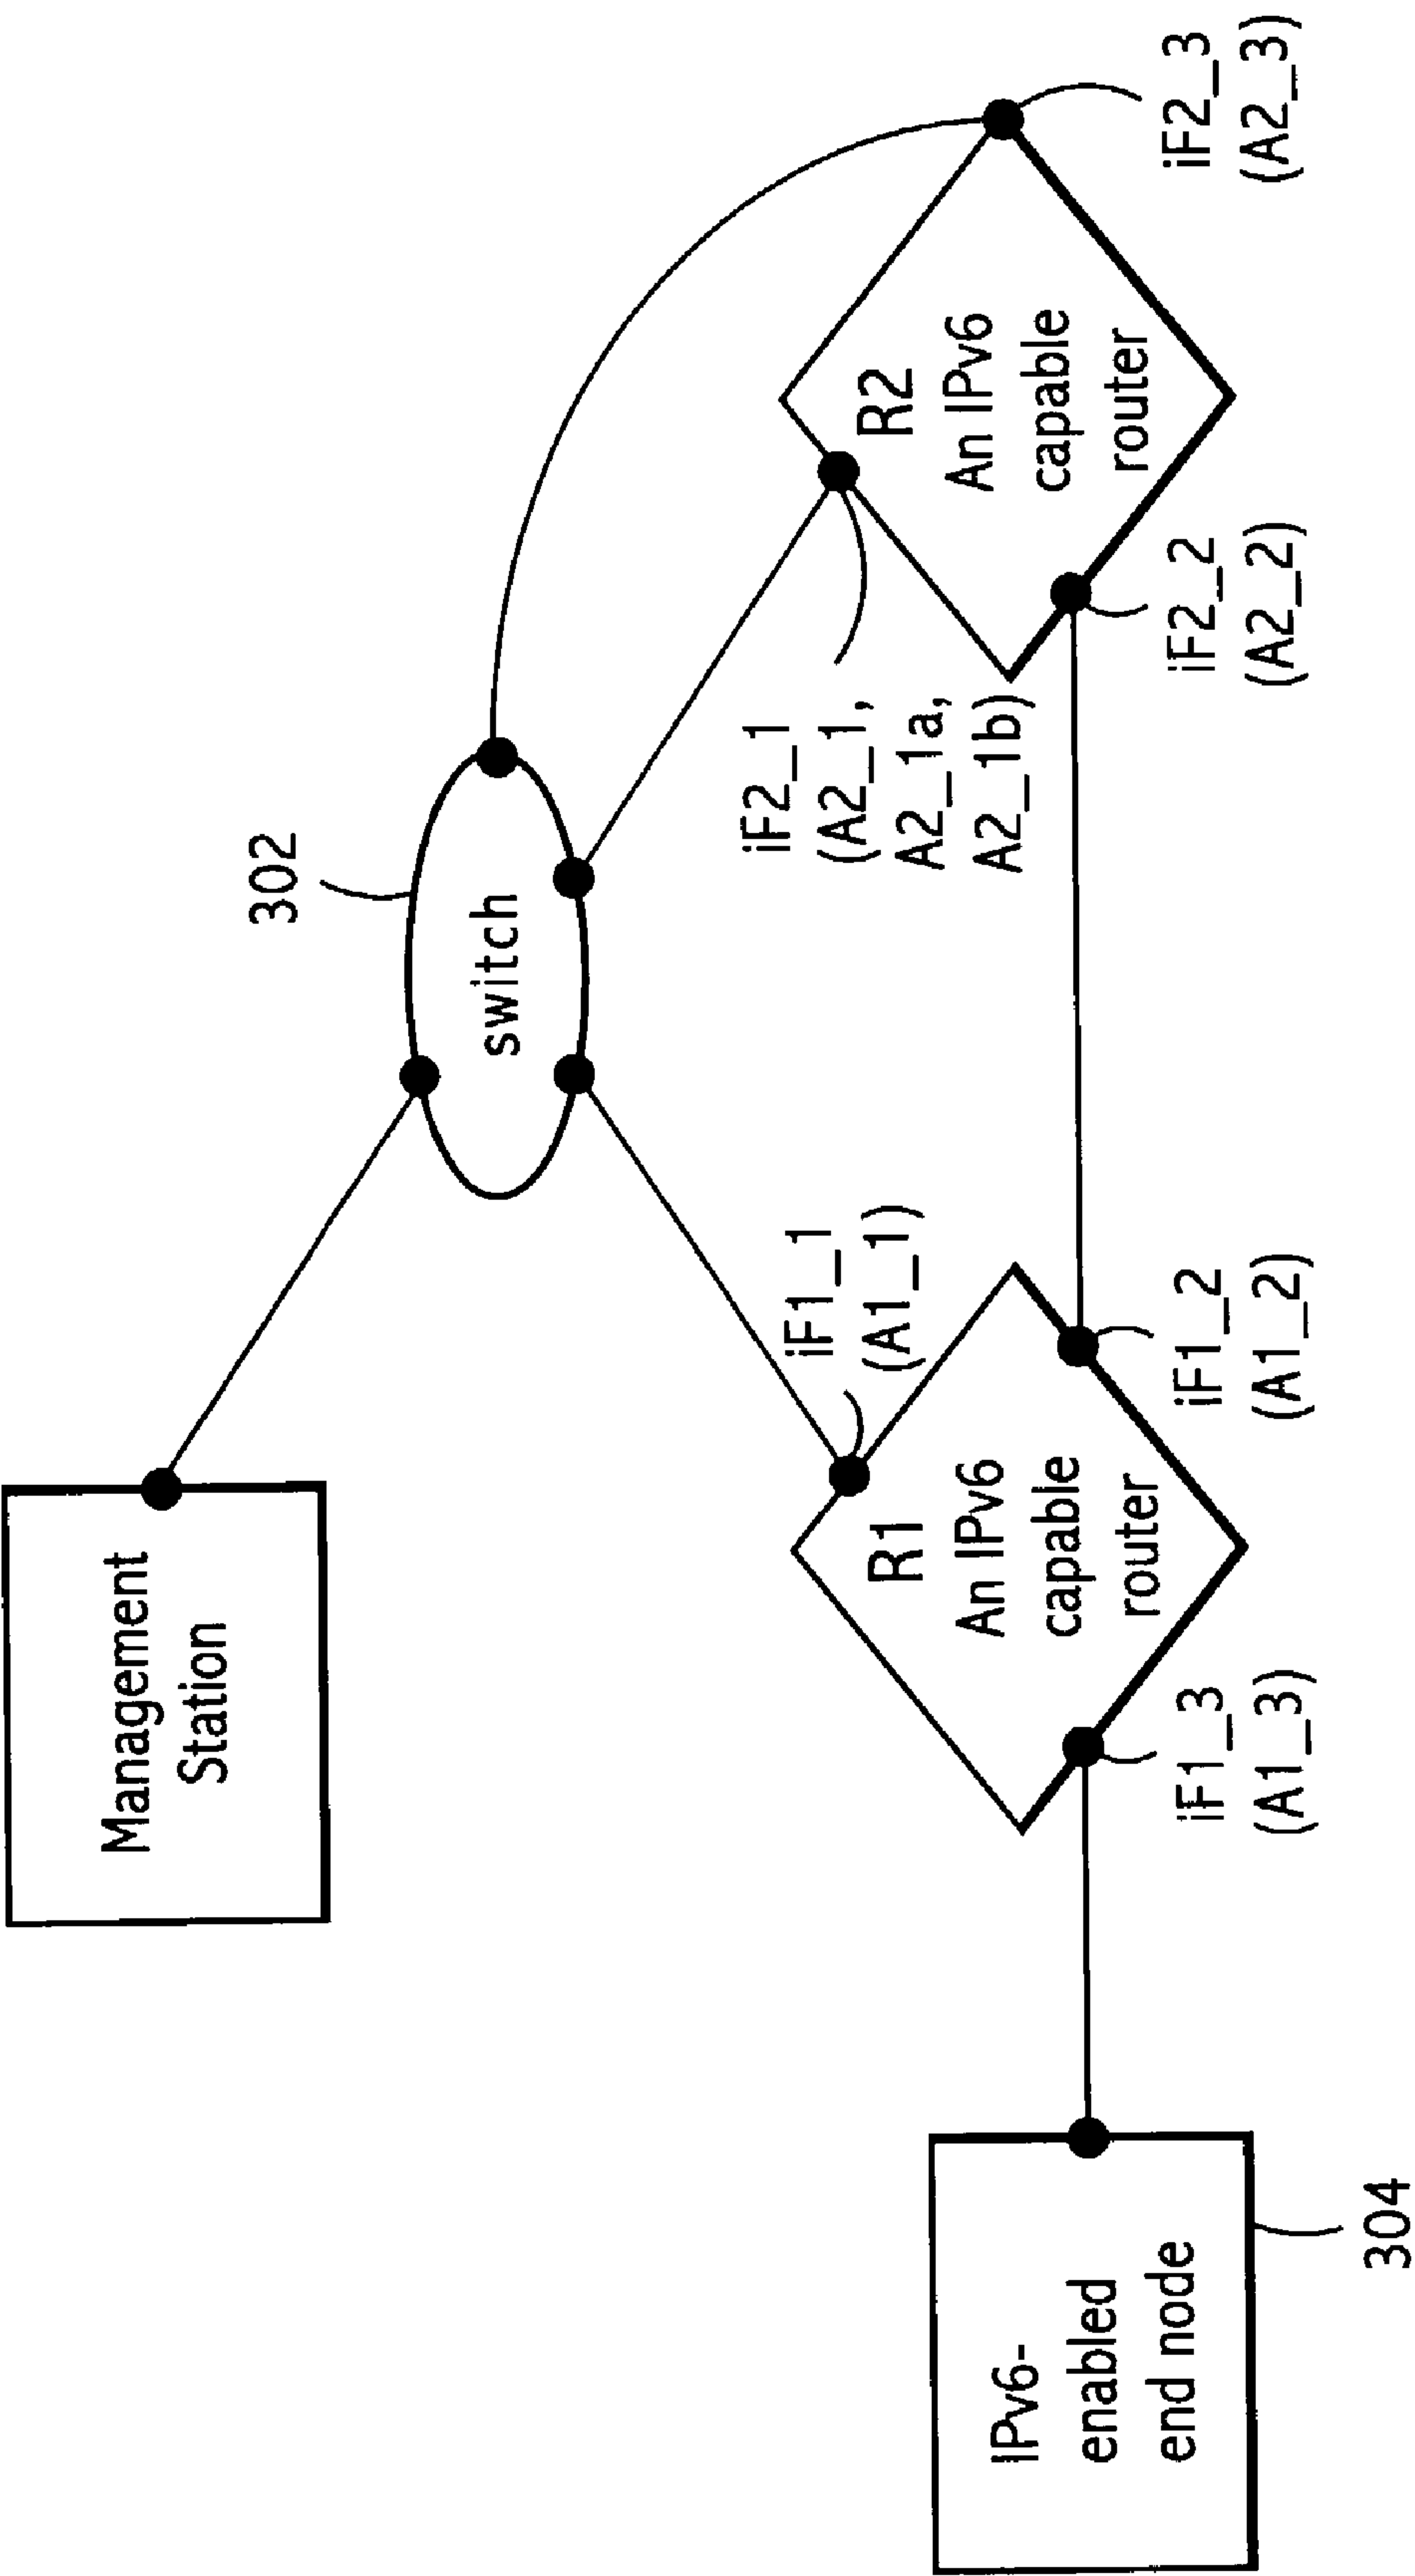 Management
Station
302
switch
iF1_1
(A1_1)
iF2_1
(A2_1,
A2_1a,
A2_1b)
R1
An IPv6
capable
router
R2
An IPv6
capable
router
IPv6-
enabled
end node
304
iF1_3
(A1_3)
iF1_2
(A1_2)
iF2_2
(A2_2)
iF2_3
(A2_3)